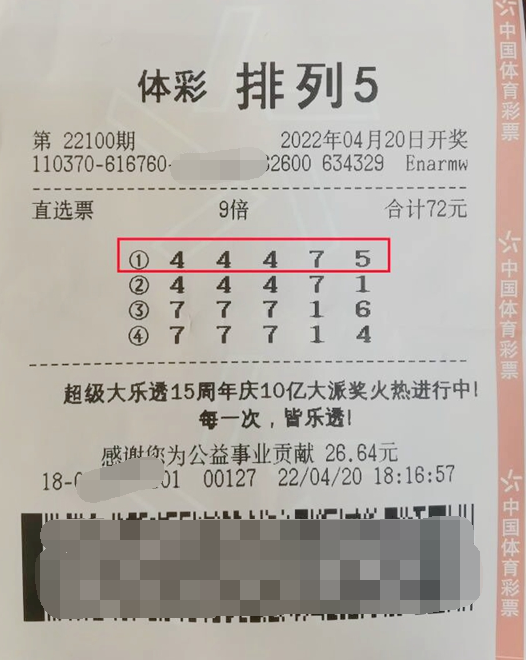 体彩 排列5
第 22100期 2022年04月20日开奖
110370-616760- 32600 634329 Enarmw
直选票 9倍 合计72元
① 4 4 4 7 5
② 4 4 4 7 1
③ 7 7 7 1 6
④ 7 7 7 1 4
超级大乐透15周年庆10亿大派奖火热进行中!
每一次,皆乐透!
感谢您为公益事业贡献 26.64元
18-0 01 00127 22/04/20 18:16:57
中国体育彩票
中国体育彩票
中国体育彩票